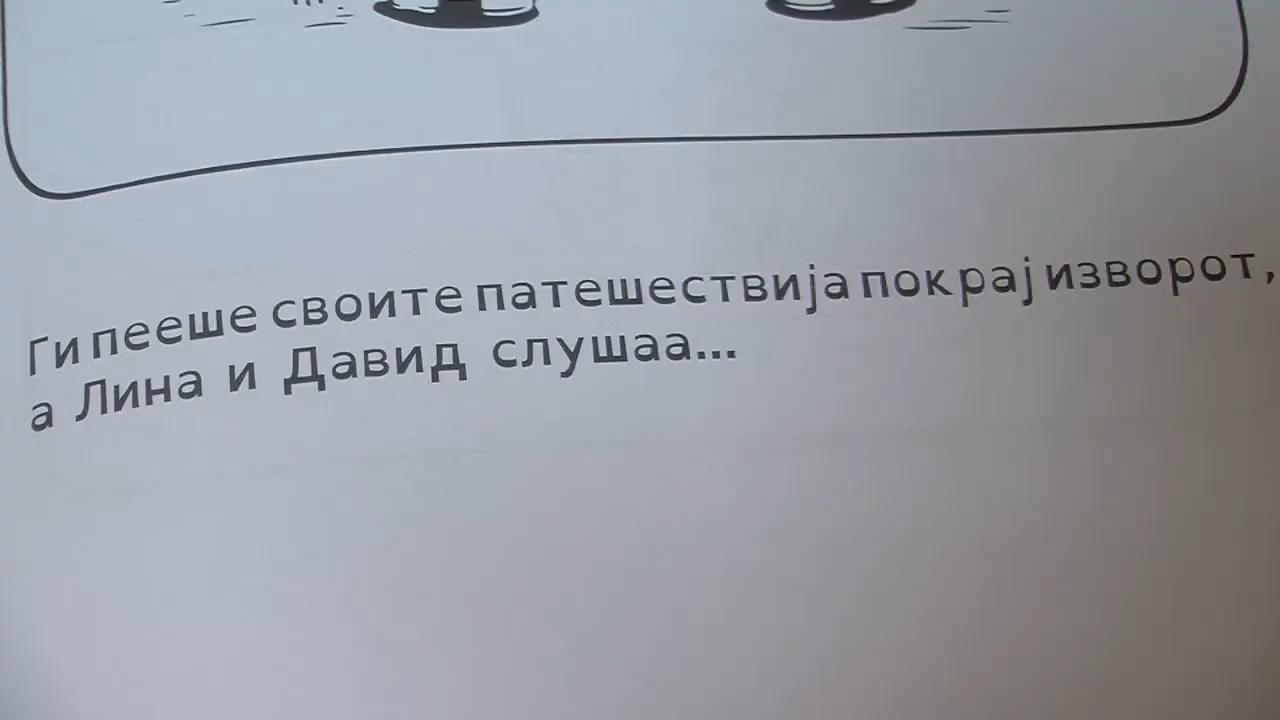 Ги пееше своите патешествија покрај изворот,
а Лина и Давид слушаа...